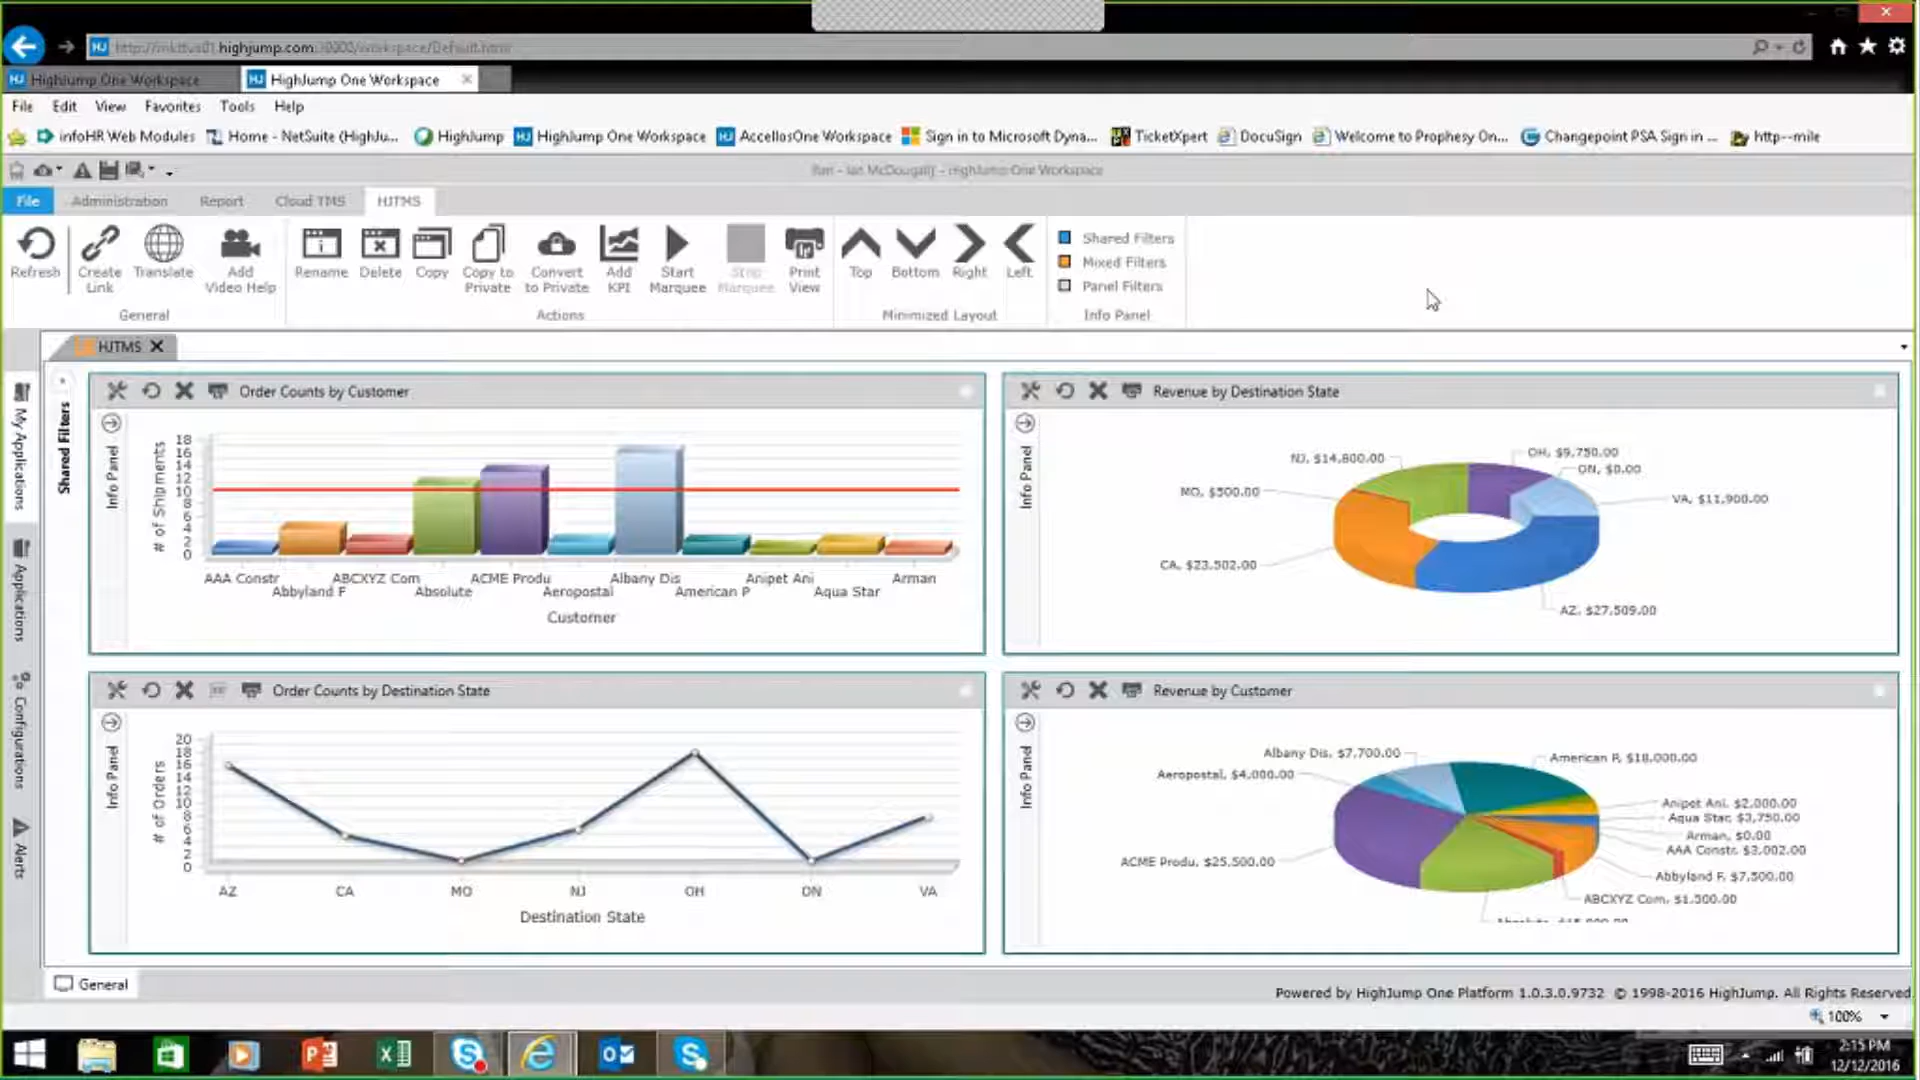 highjump.com
HJ HighJump One Workspace
HJ HighJump One Workspace
File Edit View Favorites Tools Help
infoHR Web Modules Home - NetSuite (HighJu... HighJump HJ HighJump One Workspace HJ AccellosOne Workspace Sign in to Microsoft Dyna... TicketXpert DocuSign Welcome to Prophesy On... Changepoint PSA Sign in ... http--mile
Ian McDougall - HighJump One Workspace
File Administration Report Cloud TMS HJTMS
Refresh Create Link Translate Add Video Help Rename Delete Copy Copy to Private Convert to Private Add KPI Start Marquee Stop Marquee Print View Top Bottom Right Left
Shared Filters
Mixed Filters
Panel Filters
General Actions Minimized Layout Info Panel
HJTMS
My Applications
Applications
Configurations
Alerts
Shared Filters
Order Counts by Customer
Info Panel
# of Shipments
18
16
14
12
10
8
6
4
2
0
AAA Constr ABCXYZ Com ACME Produ Albany Dis Anipet Ani Arman
Abbyland F Absolute Aeropostal American P Aqua Star
Customer
Revenue by Destination State
Info Panel
NJ, $14,800.00
OH, $9,750.00
ON, $0.00
MO, $500.00
VA, $11,900.00
CA, $23,502.00
AZ, $27,509.00
Order Counts by Destination State
Info Panel
# of Orders
20
18
16
14
12
10
8
6
4
2
0
AZ CA MO NJ OH ON VA
Destination State
Revenue by Customer
Info Panel
Albany Dis, $7,700.00
American P, $18,000.00
Aeropostal, $4,000.00
Anipet Ani, $2,000.00
Aqua Star, $3,750.00
Arman, $0.00
AAA Constr, $3,002.00
ACME Produ, $25,500.00
Abbyland F, $7,500.00
ABCXYZ Com, $1,500.00
General
Powered by HighJump One Platform 1.0.3.0.9732 © 1998-2016 HighJump. All Rights Reserved
100%
2:15 PM
12/12/2016